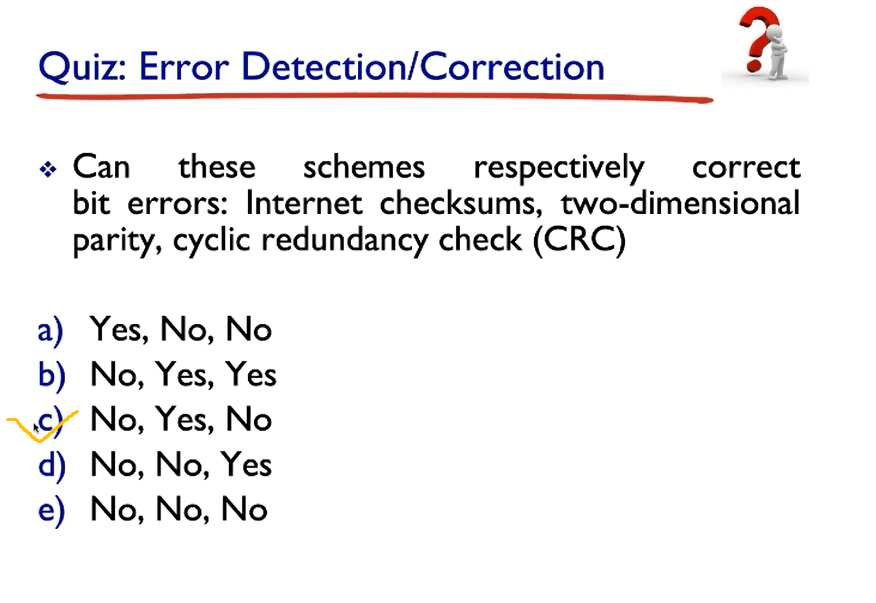 Quiz: Error Detection/Correction
Can these schemes respectively correct
bit errors: Internet checksums, two-dimensional
parity, cyclic redundancy check (CRC)
a) Yes, No, No
b) No, Yes, Yes
c) No, Yes, No
d) No, No, Yes
e) No, No, No